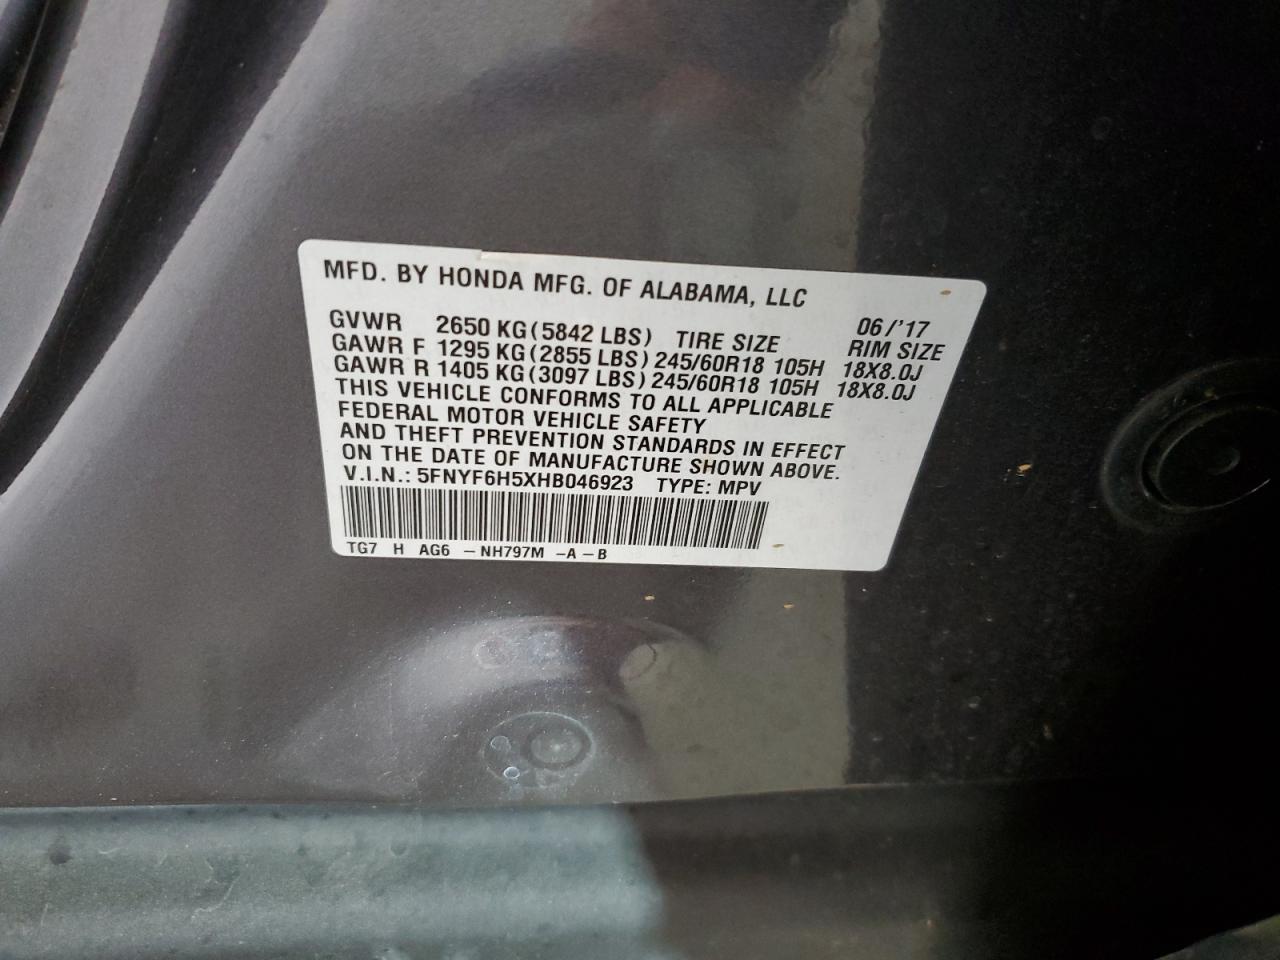 MFD. BY HONDA MFG. OF ALABAMA, LLC
06/'17
GVWR 2650 KG (5842 LBS) TIRE SIZE RIM SIZE
GAWR F 1295 KG (2855 LBS) 245/60R18 105H 18X8.0J
GAWR R 1405 KG (3097 LBS) 245/60R18 105H 18X8.0J
THIS VEHICLE CONFORMS TO ALL APPLICABLE
FEDERAL MOTOR VEHICLE SAFETY
AND THEFT PREVENTION STANDARDS IN EFFECT
ON THE DATE OF MANUFACTURE SHOWN ABOVE.
V.I.N.: 5FNYF6H5XHB046923 TYPE: MPV
TG7 H AG6 -NH797M -A-B